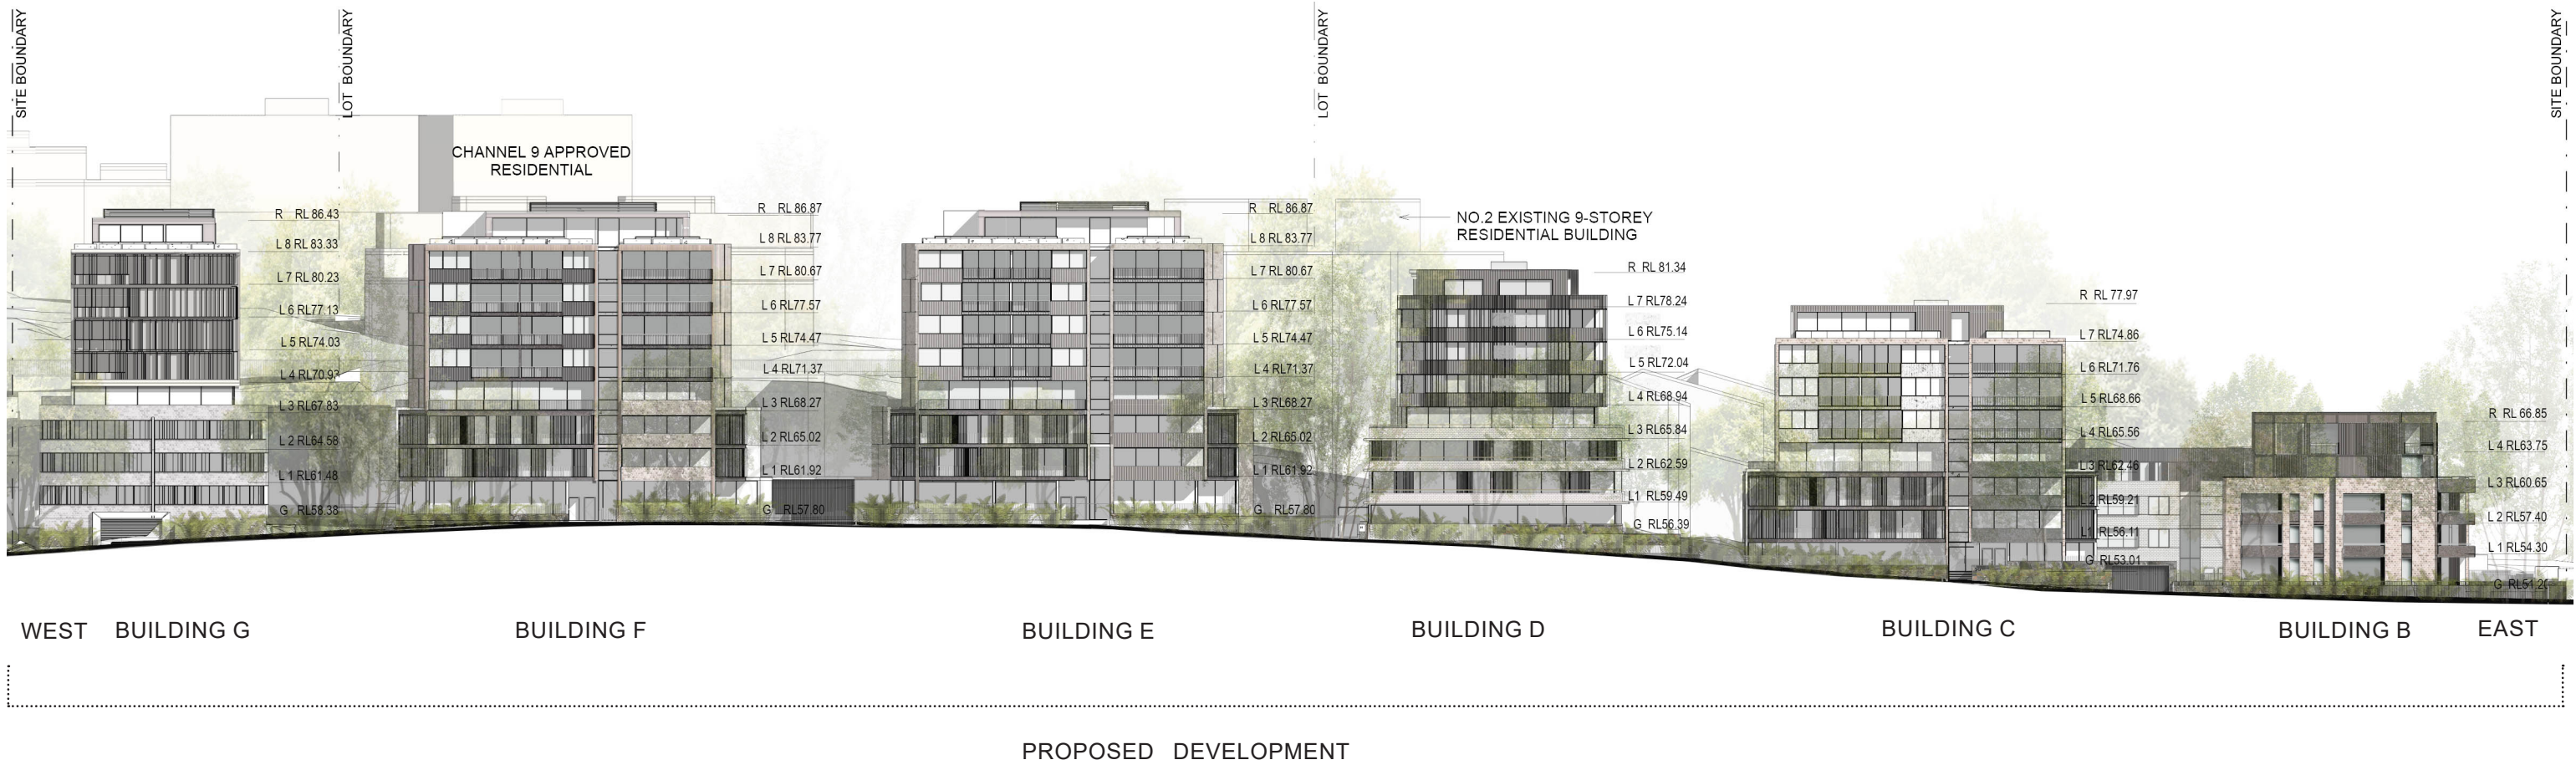 SITE BOUNDARY
LOT BOUNDARY
LOT BOUNDARY
SITE BOUNDARY
CHANNEL 9 APPROVED
RESIDENTIAL
NO.2 EXISTING 9-STOREY
RESIDENTIAL BUILDING
R RL 86.43
L 8 RL 83.33
L 7 RL 80.23
L 6 RL77.13
L 5 RL74.03
L 4 RL70.93
L 3 RL67.83
L 2 RL64.58
L 1 RL61.48
G RL58.38
R RL 86.87
L 8 RL 83.77
L 7 RL 80.67
L 6 RL77.57
L 5 RL74.47
L 4 RL71.37
L 3 RL68.27
L 2 RL65.02
L 1 RL61.92
G RL57.80
R RL 86.87
L 8 RL 83.77
L 7 RL 80.67
L 6 RL77.57
L 5 RL74.47
L 4 RL71.37
L 3 RL68.27
L 2 RL65.02
L 1 RL61.92
G RL57.80
R RL 81.34
L 7 RL78.24
L 6 RL75.14
L 5 RL72.04
L 4 RL68.94
L 3 RL65.84
L 2 RL62.59
L1 RL59.49
G RL56.39
R RL 77.97
L 7 RL74.86
L 6 RL71.76
L 5 RL68.66
L 4 RL65.56
L 3 RL62.46
L 2 RL59.21
L1 RL56.11
G RL53.01
R RL 66.85
L 4 RL63.75
L 3 RL60.65
L 2 RL57.40
L 1 RL54.30
G RL51.20
WEST
BUILDING G
BUILDING F
BUILDING E
BUILDING D
BUILDING C
BUILDING B
EAST
PROPOSED DEVELOPMENT